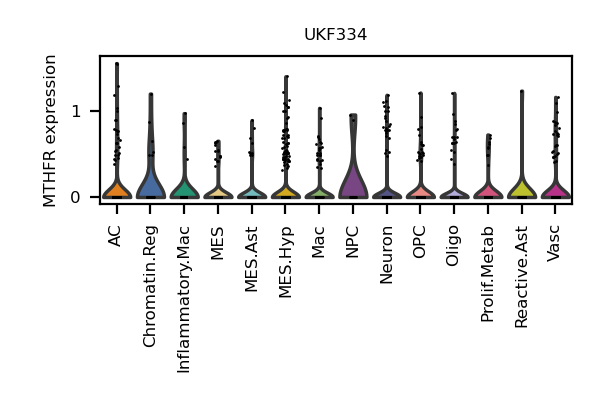 UKF334
MTHFR expression
1
0
AC
Chromatin.Reg
Inflammatory.Mac
MES
MES.Ast
MES.Hyp
Mac
NPC
Neuron
OPC
Oligo
Prolif.Metab
Reactive.Ast
Vasc